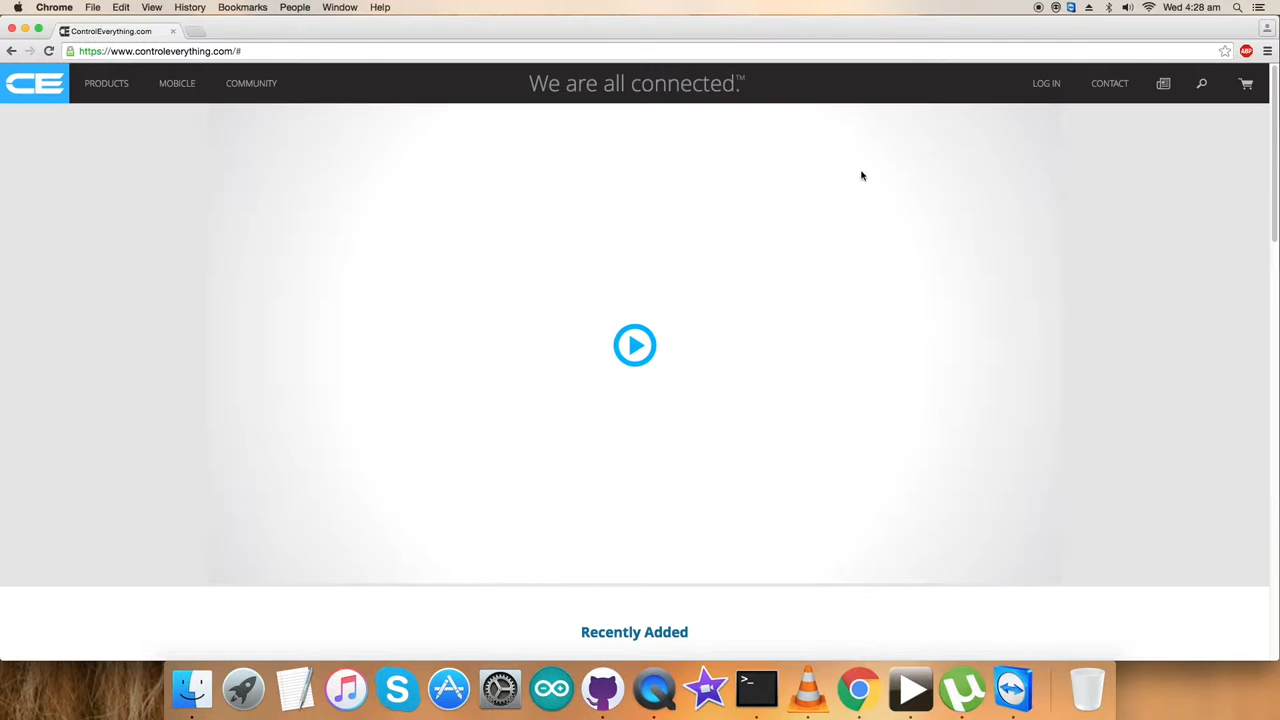 Chrome File Edit View History Bookmarks People Window Help Wed 4:28 am
ControlEverything.com
https://www.controleverything.com/# ABP
CE PRODUCTS MOBICLE COMMUNITY We are all connected.™ LOG IN CONTACT
Recently Added